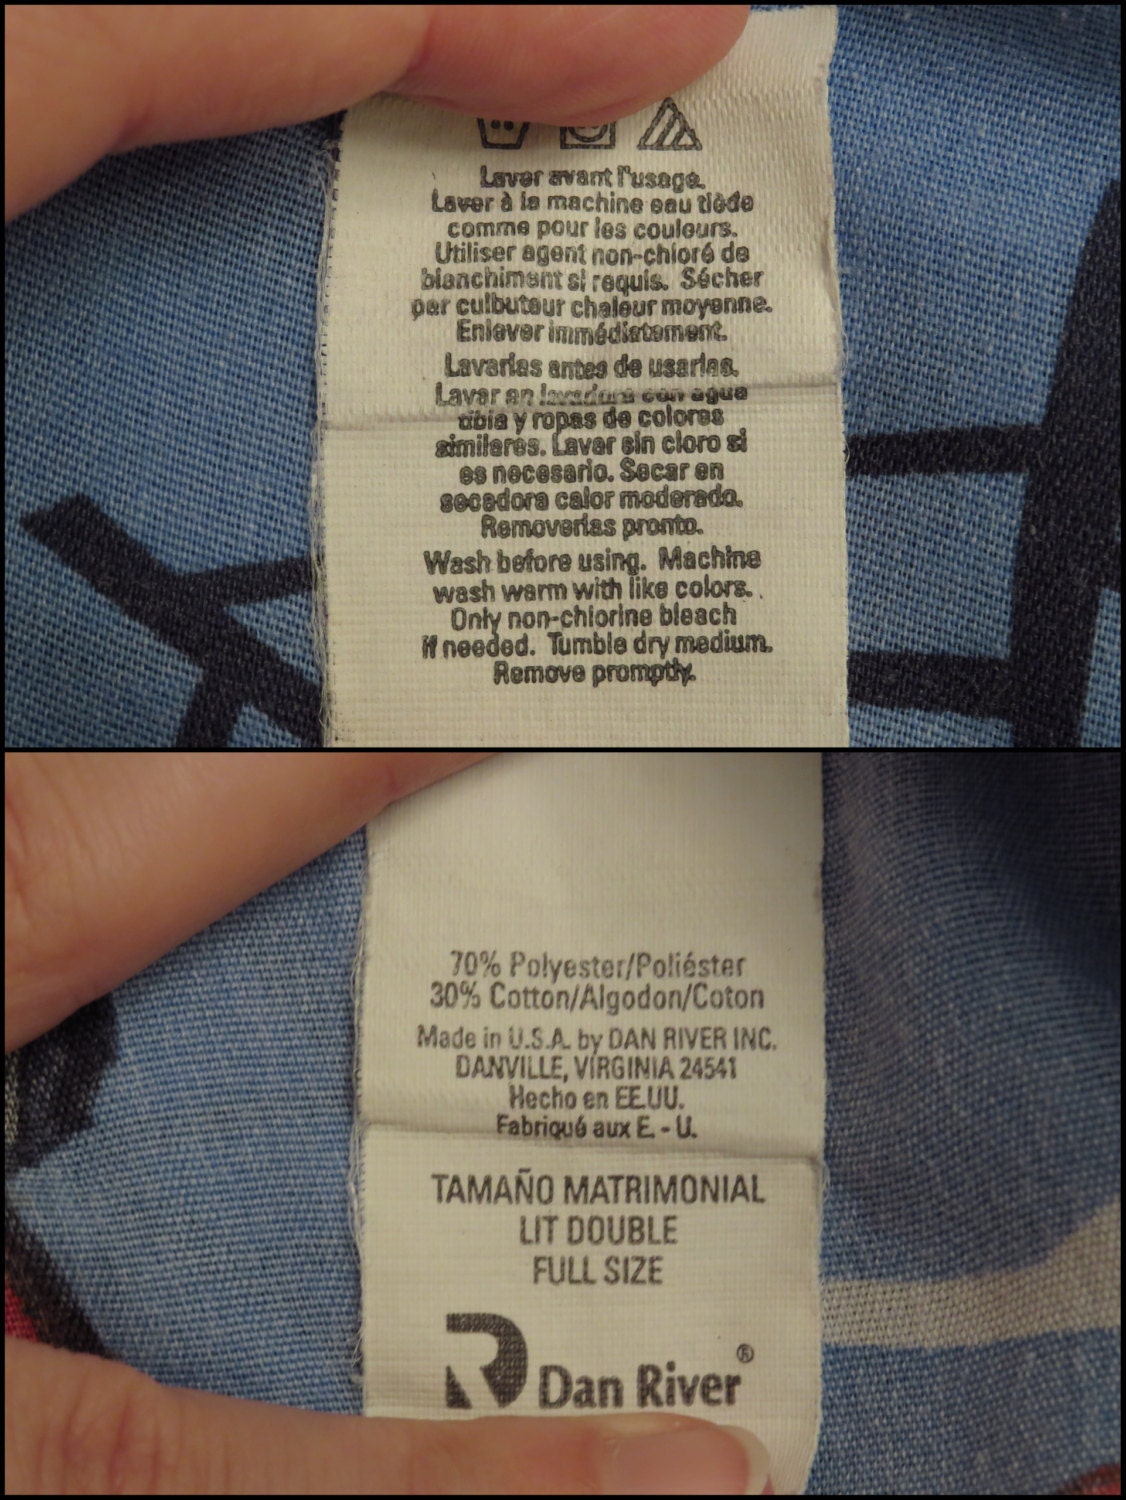 Laver avant l'usage.
Laver à la machine eau tiède
comme pour les couleurs.
Utiliser agent non-chloré de
blanchiment si requis. Sécher
par culbuteur chaleur moyenne.
Enlever immédiatement.
Lavarlas antes de usarlas.
Lavar en lavadura con agua
tibia y ropas de colores
similares. Lavar sin cloro si
es necesario. Secar en
secadora calor moderado.
Removerlas pronto.
Wash before using. Machine
wash warm with like colors.
Only non-chlorine bleach
if needed. Tumble dry medium.
Remove promptly.
70% Polyester/Poliéster
30% Cotton/Algodon/Coton
Made in U.S.A. by DAN RIVER INC.
DANVILLE, VIRGINIA 24541
Hecho en EE.UU.
Fabriqué aux E. - U.
TAMAÑO MATRIMONIAL
LIT DOUBLE
FULL SIZE
Dan River®